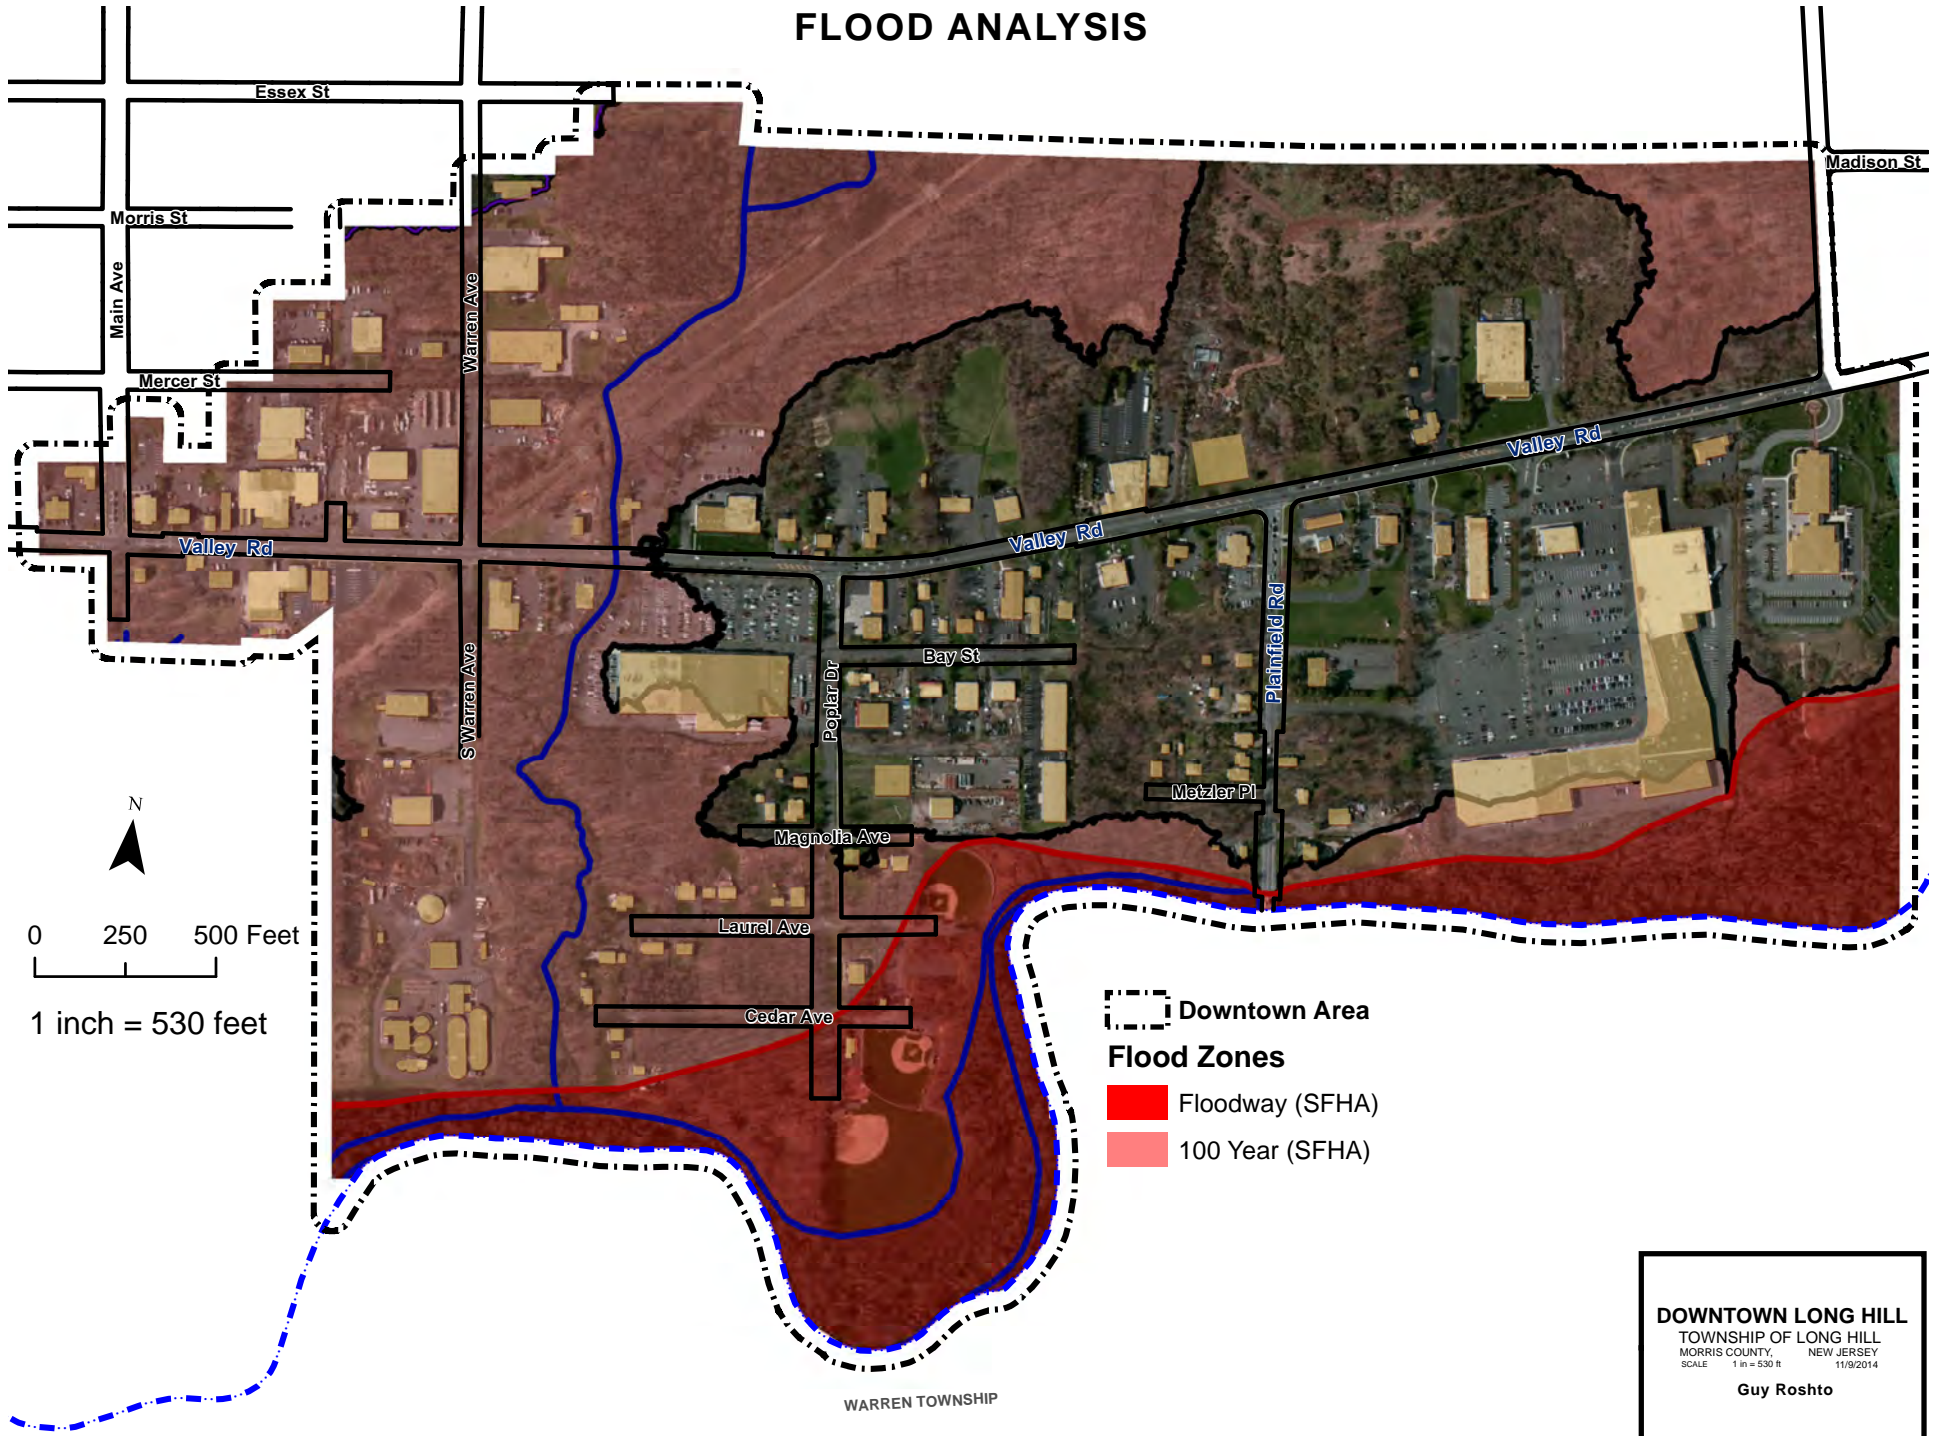 FLOOD ANALYSIS
Essex St
Madison St
Morris St
Main Ave
Warren Ave
Mercer St
Valley Rd
Valley Rd
Valley Rd
Plainfield Rd
Bay St
Poplar Dr
S Warren Ave
Metzler Pl
Magnolia Ave
Laurel Ave
Cedar Ave
N
0 250 500 Feet
1 inch = 530 feet
Downtown Area
Flood Zones
Floodway (SFHA)
100 Year (SFHA)
WARREN TOWNSHIP
DOWNTOWN LONG HILL
TOWNSHIP OF LONG HILL
MORRIS COUNTY, NEW JERSEY
SCALE 1 in = 530 ft 11/9/2014
Guy Roshto